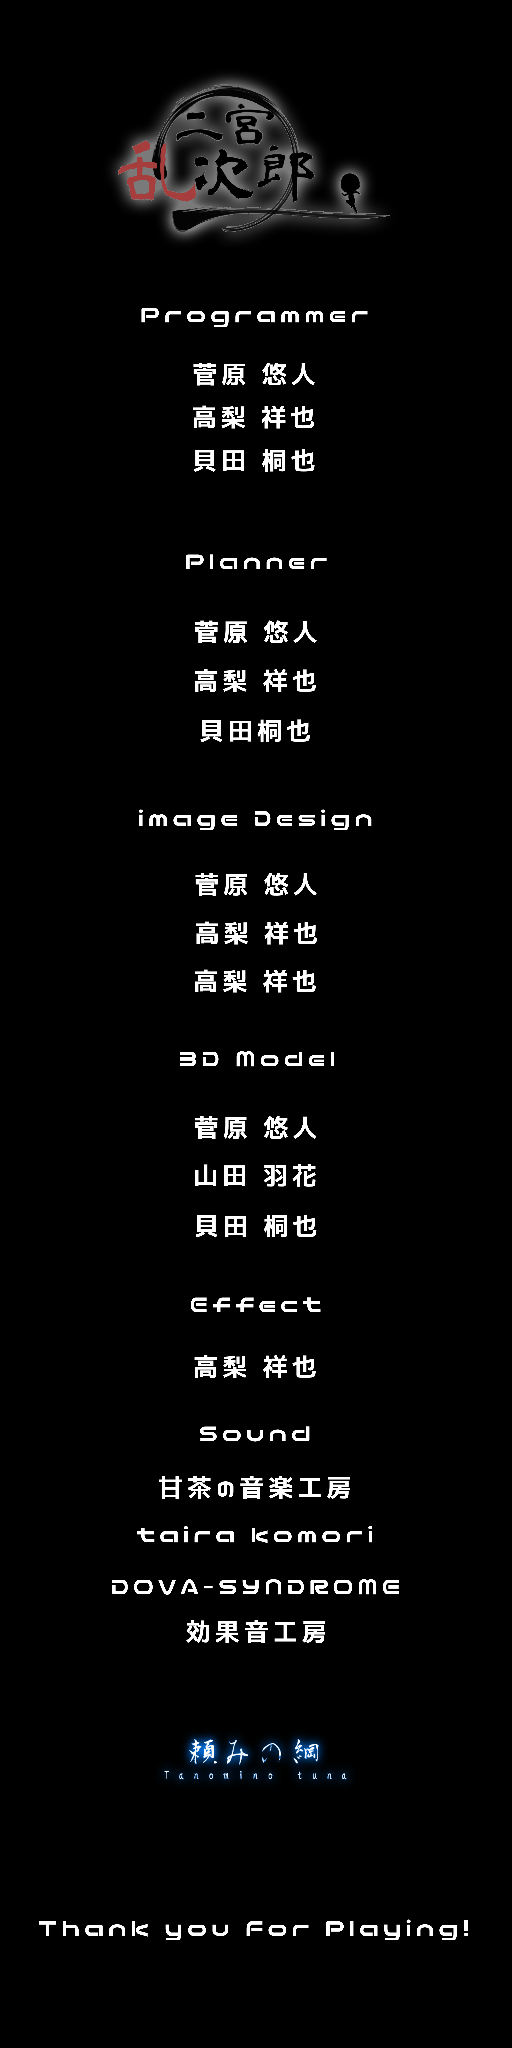 二宮
乱次郎
Programmer
菅原 悠人
高梨 祥也
貝田 桐也
Planner
菅原 悠人
高梨 祥也
貝田桐也
image Design
菅原 悠人
高梨 祥也
高梨 祥也
3D Model
菅原 悠人
山田 羽花
貝田 桐也
Effect
高梨 祥也
Sound
甘茶の音楽工房
taira komori
DOVA-SYNDROME
効果音工房
頼みの綱
Tanomino tuna
Thank you For Playing!